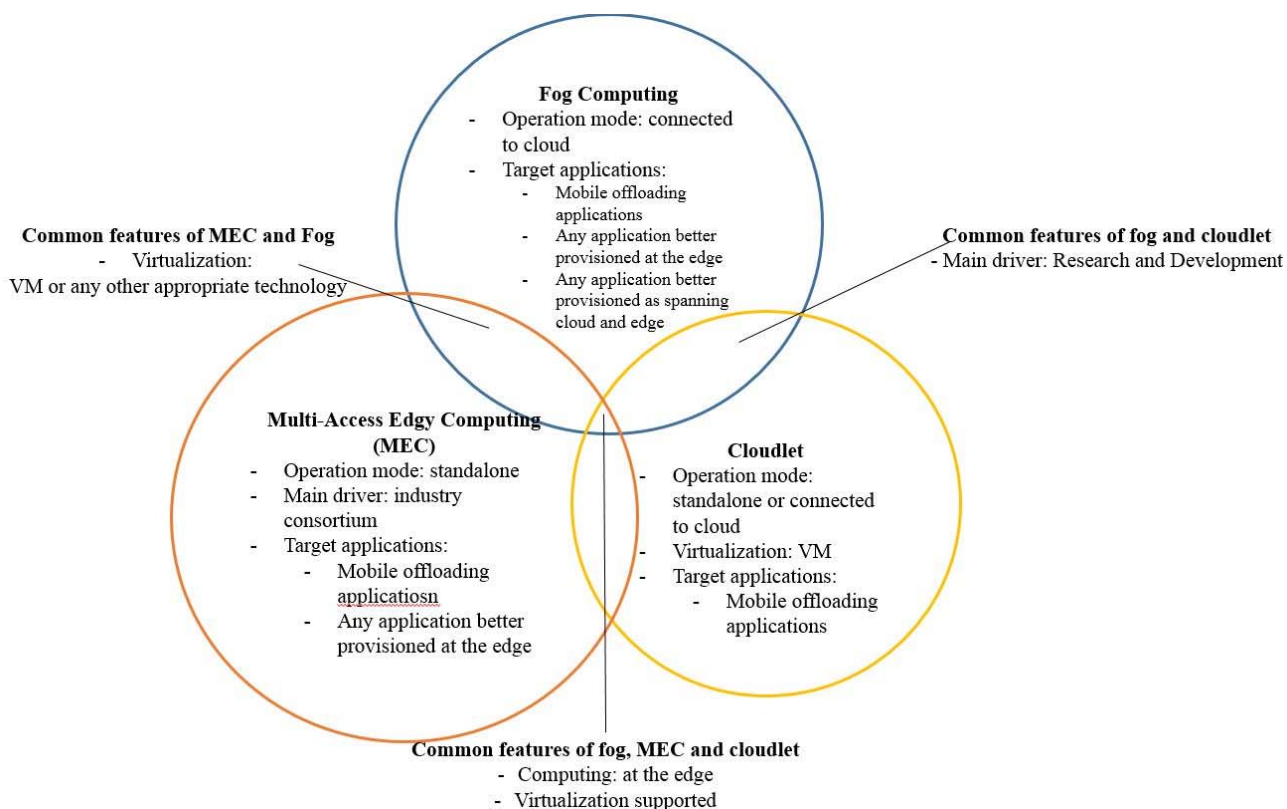 Fog Computing
- Operation mode: connected
to cloud
- Target applications:
- Mobile offloading
applications
- Any application better
provisioned at the edge
- Any application better
provisioned as spanning
cloud and edge
Common features of MEC and Fog
- Virtualization:
VM or any other appropriate technology
Common features of fog and cloudlet
- Main driver: Research and Development
Multi-Access Edgy Computing
(MEC)
- Operation mode: standalone
- Main driver: industry
consortium
- Target applications:
- Mobile offloading
applicatiosn
- Any application better
provisioned at the edge
Cloudlet
- Operation mode:
standalone or connected
to cloud
- Virtualization: VM
- Target applications:
- Mobile offloading
applications
Common features of fog, MEC and cloudlet
- Computing: at the edge
- Virtualization supported